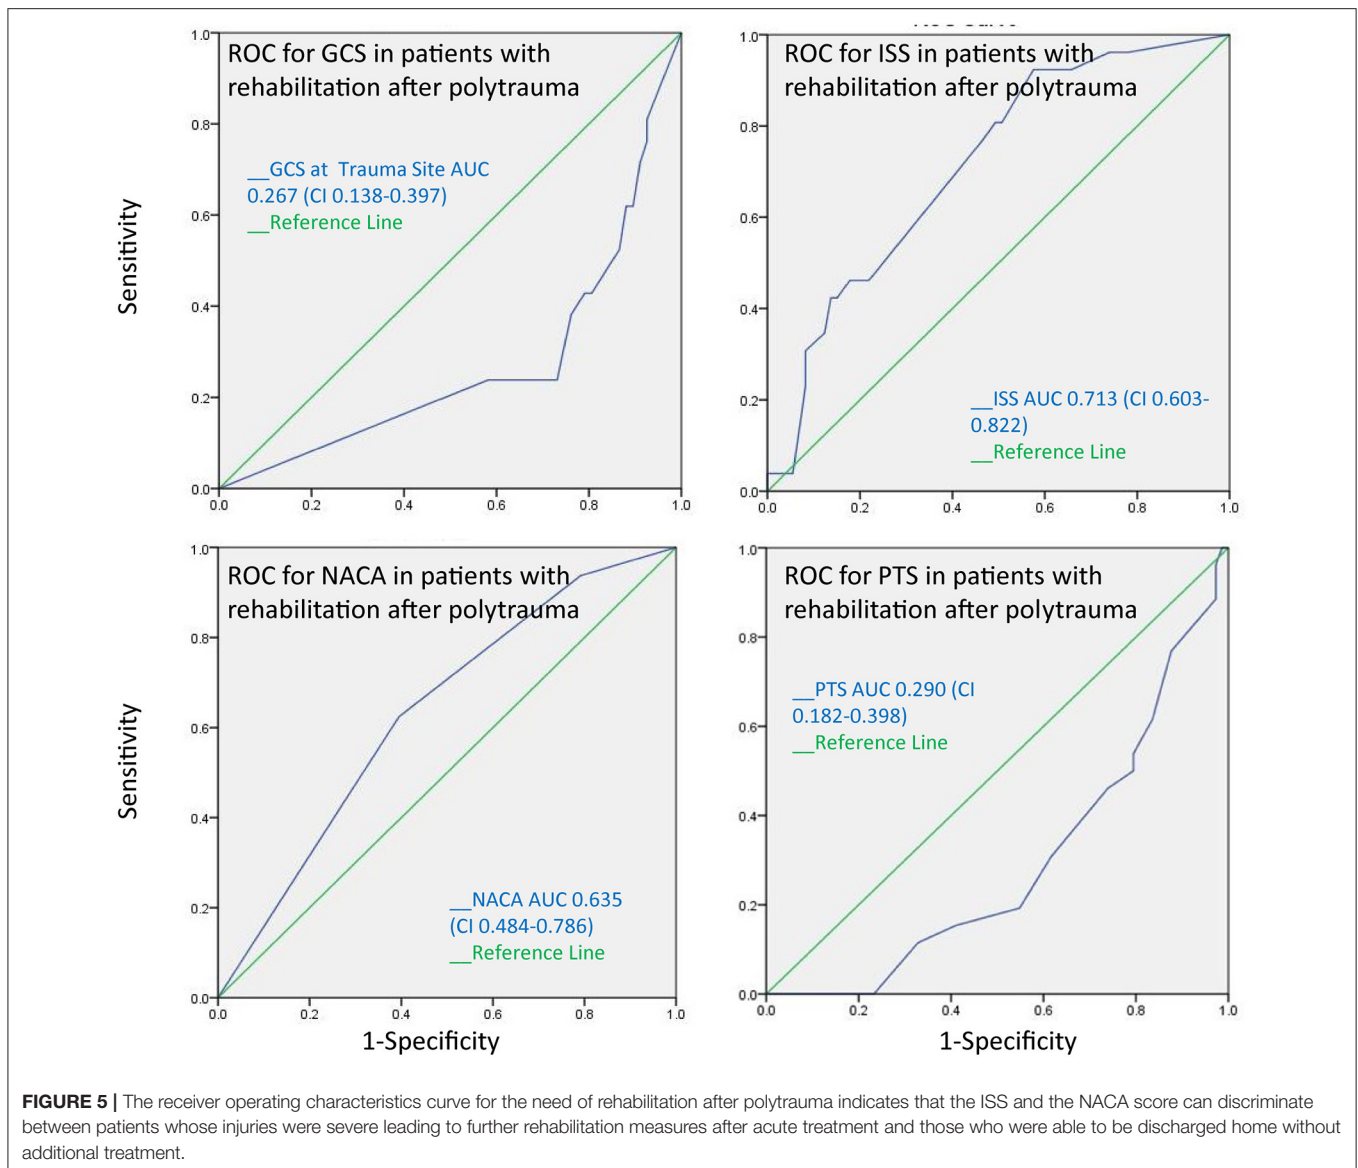 ROC for GCS in patients with
rehabilitation after polytrauma
1.0
0.8
0.6
0.4
0.2
0.0
Sensitivity
__GCS at Trauma Site AUC
0.267 (CI 0.138-0.397)
__Reference Line
0.0 0.2 0.4 0.6 0.8 1.0
ROC for ISS in patients with
rehabilitation after polytrauma
1.0
0.8
0.6
0.4
0.2
0.0
__ISS AUC 0.713 (CI 0.603-
0.822)
__Reference Line
0.0 0.2 0.4 0.6 0.8 1.0
ROC for NACA in patients with
rehabilitation after polytrauma
1.0
0.8
0.6
0.4
0.2
0.0
Sensitivity
__NACA AUC 0.635
(CI 0.484-0.786)
__Reference Line
0.0 0.2 0.4 0.6 0.8 1.0
1-Specificity
ROC for PTS in patients with
rehabilitation after polytrauma
1.0
0.8
0.6
0.4
0.2
0.0
__PTS AUC 0.290 (CI
0.182-0.398)
__Reference Line
0.0 0.2 0.4 0.6 0.8 1.0
1-Specificity
FIGURE 5 | The receiver operating characteristics curve for the need of rehabilitation after polytrauma indicates that the ISS and the NACA score can discriminate
between patients whose injuries were severe leading to further rehabilitation measures after acute treatment and those who were able to be discharged home without
additional treatment.